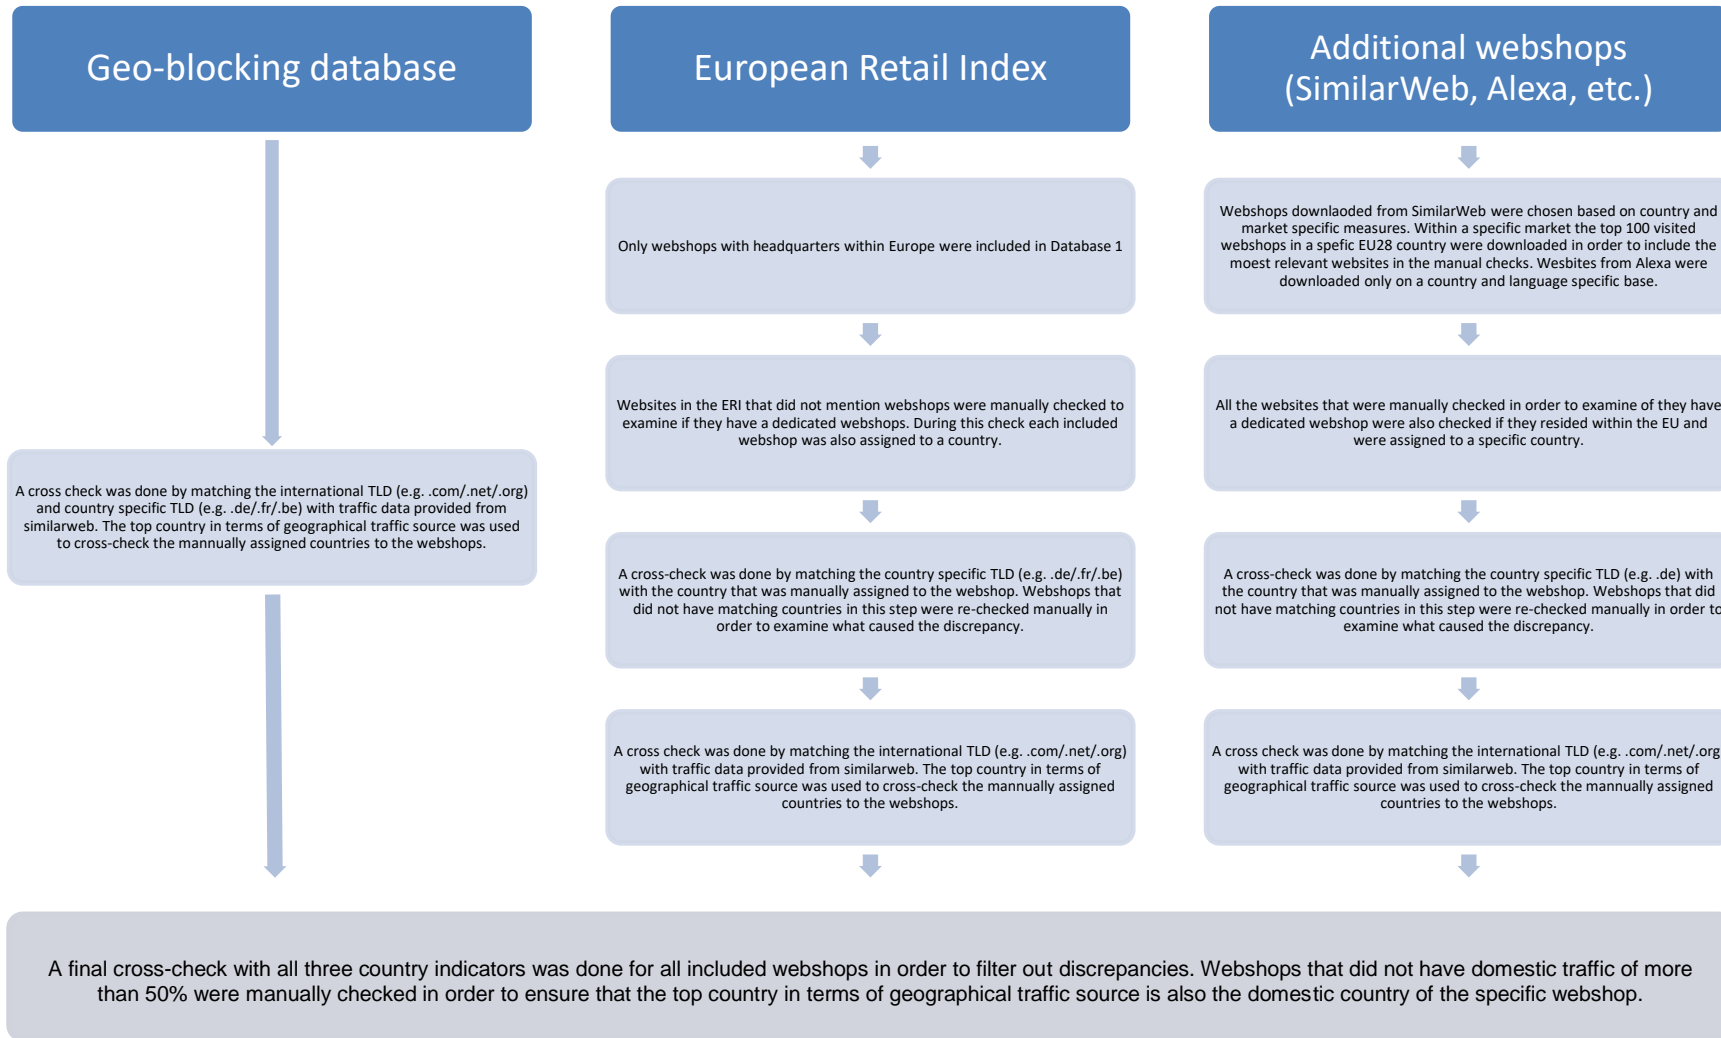 Geo-blocking database
A cross check was done by matching the international TLD (e.g. .com/.net/.org)
and country specific TLD (e.g. .de/.fr/.be) with traffic data provided from
similarweb. The top country in terms of geographical traffic source was used
to cross-check the mannually assigned countries to the webshops.
European Retail Index
Only webshops with headquarters within Europe were included in Database 1
Websites in the ERI that did not mention webshops were manually checked to
examine if they have a dedicated webshops. During this check each included
webshop was also assigned to a country.
A cross-check was done by matching the country specific TLD (e.g. .de/.fr/.be)
with the country that was manually assigned to the webshop. Webshops that
did not have matching countries in this step were re-checked manually in
order to examine what caused the discrepancy.
A cross check was done by matching the international TLD (e.g. .com/.net/.org)
with traffic data provided from similarweb. The top country in terms of
geographical traffic source was used to cross-check the mannually assigned
countries to the webshops.
Additional webshops
(SimilarWeb, Alexa, etc.)
Webshops downlaoded from SimilarWeb were chosen based on country and
market specific measures. Within a specific market the top 100 visited
webshops in a spefic EU28 country were downloaded in order to include the
moest relevant websites in the manual checks. Wesbites from Alexa were
downloaded only on a country and language specific base.
All the websites that were manually checked in order to examine of they have
a dedicated webshop were also checked if they resided within the EU and
were assigned to a specific country.
A cross-check was done by matching the country specific TLD (e.g. .de) with
the country that was manually assigned to the webshop. Webshops that did
not have matching countries in this step were re-checked manually in order to
examine what caused the discrepancy.
A cross check was done by matching the international TLD (e.g. .com/.net/.org
with traffic data provided from similarweb. The top country in terms of
geographical traffic source was used to cross-check the mannually assigned
countries to the webshops.
A final cross-check with all three country indicators was done for all included webshops in order to filter out discrepancies. Webshops that did not have domestic traffic of more
than 50% were manually checked in order to ensure that the top country in terms of geographical traffic source is also the domestic country of the specific webshop.